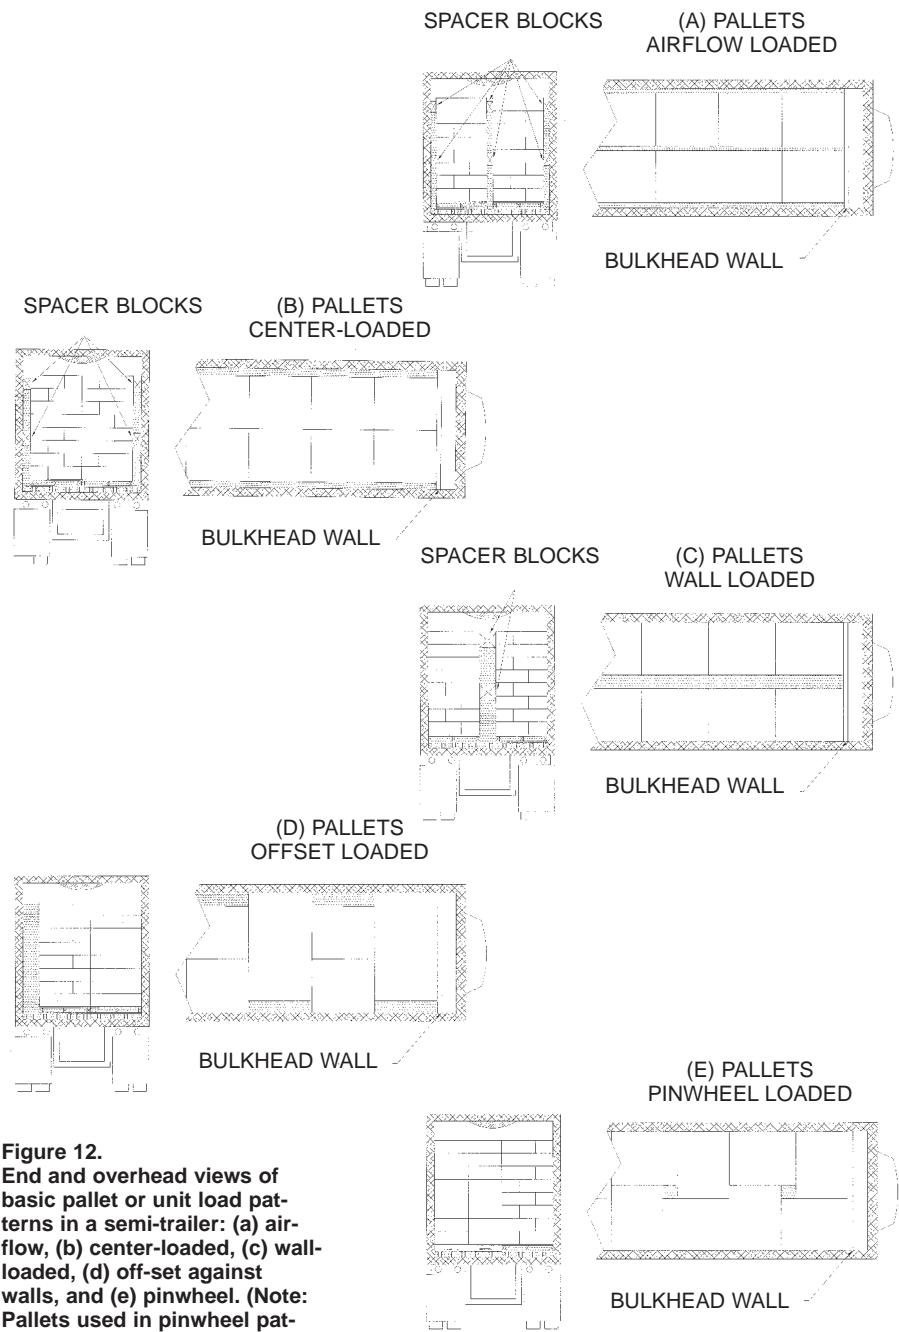 SPACER BLOCKS
(A) PALLETS
AIRFLOW LOADED
BULKHEAD WALL
SPACER BLOCKS
(B) PALLETS
CENTER-LOADED
BULKHEAD WALL
SPACER BLOCKS
(C) PALLETS
WALL LOADED
BULKHEAD WALL
(D) PALLETS
OFFSET LOADED
BULKHEAD WALL
(E) PALLETS
PINWHEEL LOADED
BULKHEAD WALL
Figure 12.
End and overhead views of
basic pallet or unit load pat-
terns in a semi-trailer: (a) air-
flow, (b) center-loaded, (c) wall-
loaded, (d) off-set against
walls, and (e) pinwheel. (Note:
Pallets used in pinwheel pat-